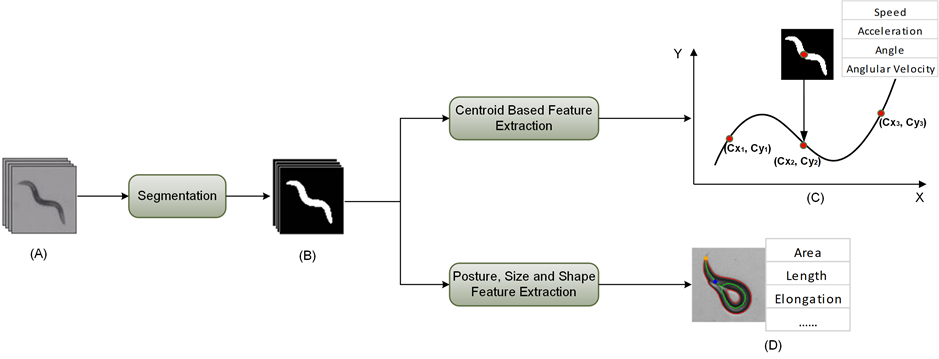 Speed
Acceleration
Angle
Anglular Velocity
Y
Centroid Based Feature
Extraction
(Cx₁, Cy₁)
(Cx₂, Cy₂)
(Cx₃, Cy₃)
X
(C)
Segmentation
(A)
(B)
Posture, Size and Shape
Feature Extraction
Area
Length
Elongation
......
(D)